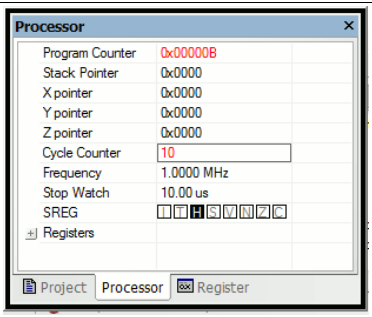 Processor ×
Program Counter 0x00000B
Stack Pointer 0x0000
X pointer 0x0000
Y pointer 0x0000
Z pointer 0x0000
Cycle Counter 10
Frequency 1.0000 MHz
Stop Watch 10.00 us
SREG I T H S V N Z C
+ Registers
Project Processor Register